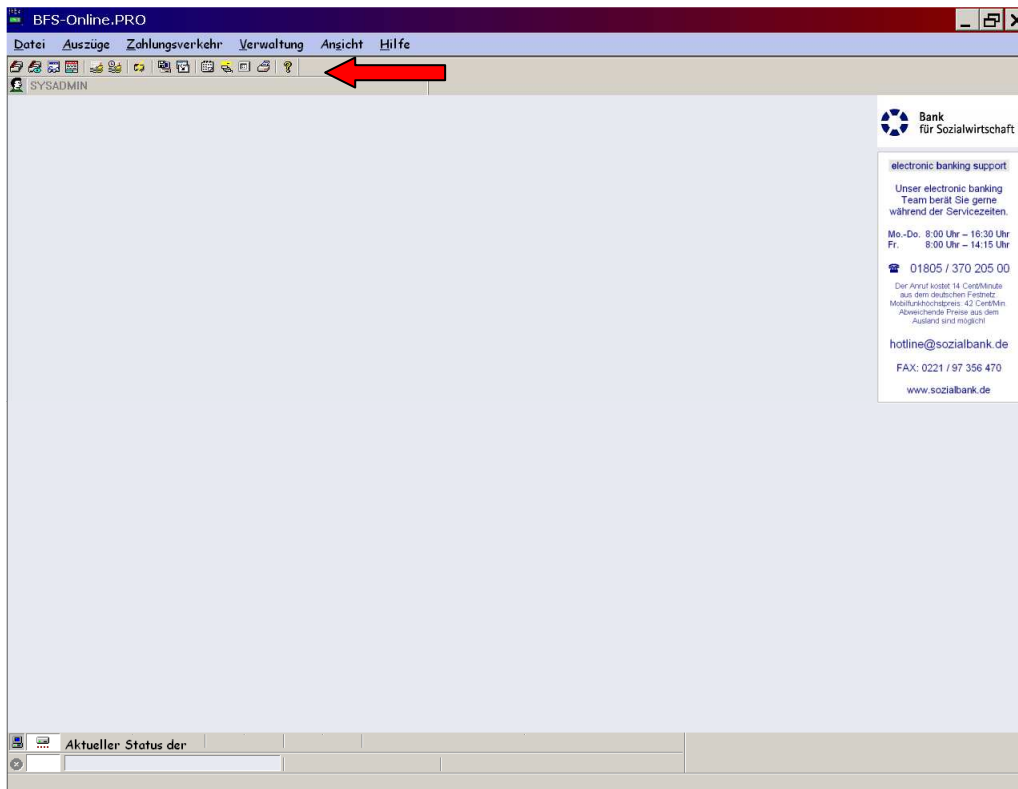 BFS-Online.PRO
Datei Auszüge Zahlungsverkehr Verwaltung Ansicht Hilfe
SYSADMIN
Bank
für Sozialwirtschaft
electronic banking support
Unser electronic banking
Team berät Sie gerne
während der Servicezeiten.
Mo.-Do. 8:00 Uhr – 16:30 Uhr
Fr. 8:00 Uhr – 14:15 Uhr
01805 / 370 205 00
Der Anruf kostet 14 Cent/Minute
aus dem deutschen Festnetz.
Mobilfunkhöchstpreis: 42 Cent/Min.
Abweichende Preise aus dem
Ausland sind möglich!
hotline@sozialbank.de
FAX: 0221 / 97 356 470
www.sozialbank.de
Aktueller Status der